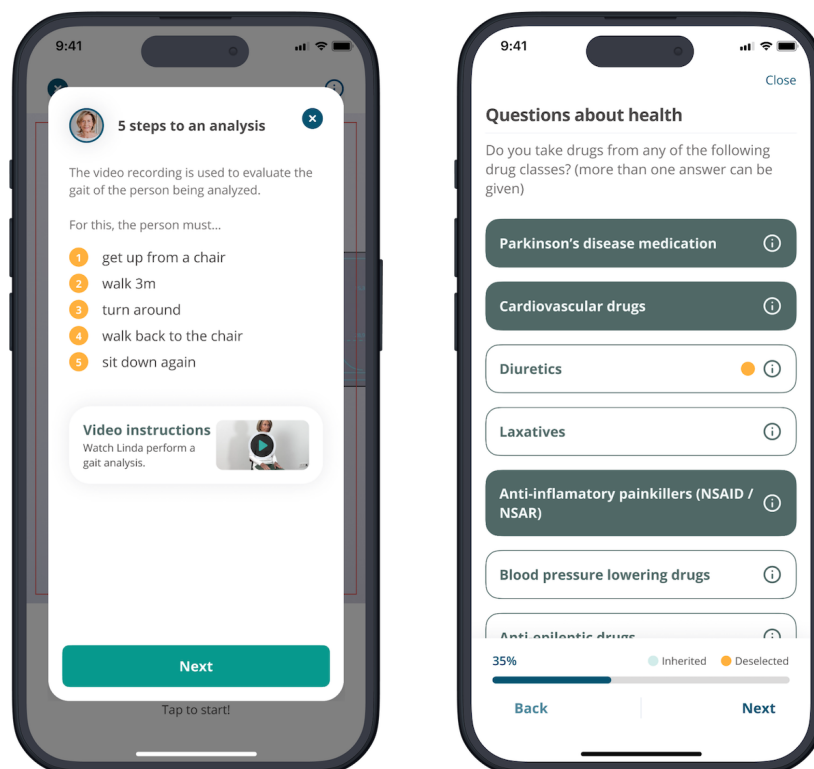 9:41
5 steps to an analysis
The video recording is used to evaluate the
gait of the person being analyzed.
For this, the person must...
1 get up from a chair
2 walk 3m
3 turn around
4 walk back to the chair
5 sit down again
Video instructions
Watch Linda perform a
gait analysis.
Next
Tap to start!
9:41
Close
Questions about health
Do you take drugs from any of the following
drug classes? (more than one answer can be
given)
Parkinson's disease medication
Cardiovascular drugs
Diuretics
Laxatives
Anti-inflamatory painkillers (NSAID /
NSAR)
Blood pressure lowering drugs
Anti-epileptic drugs
35% Inherited Deselected
Back Next